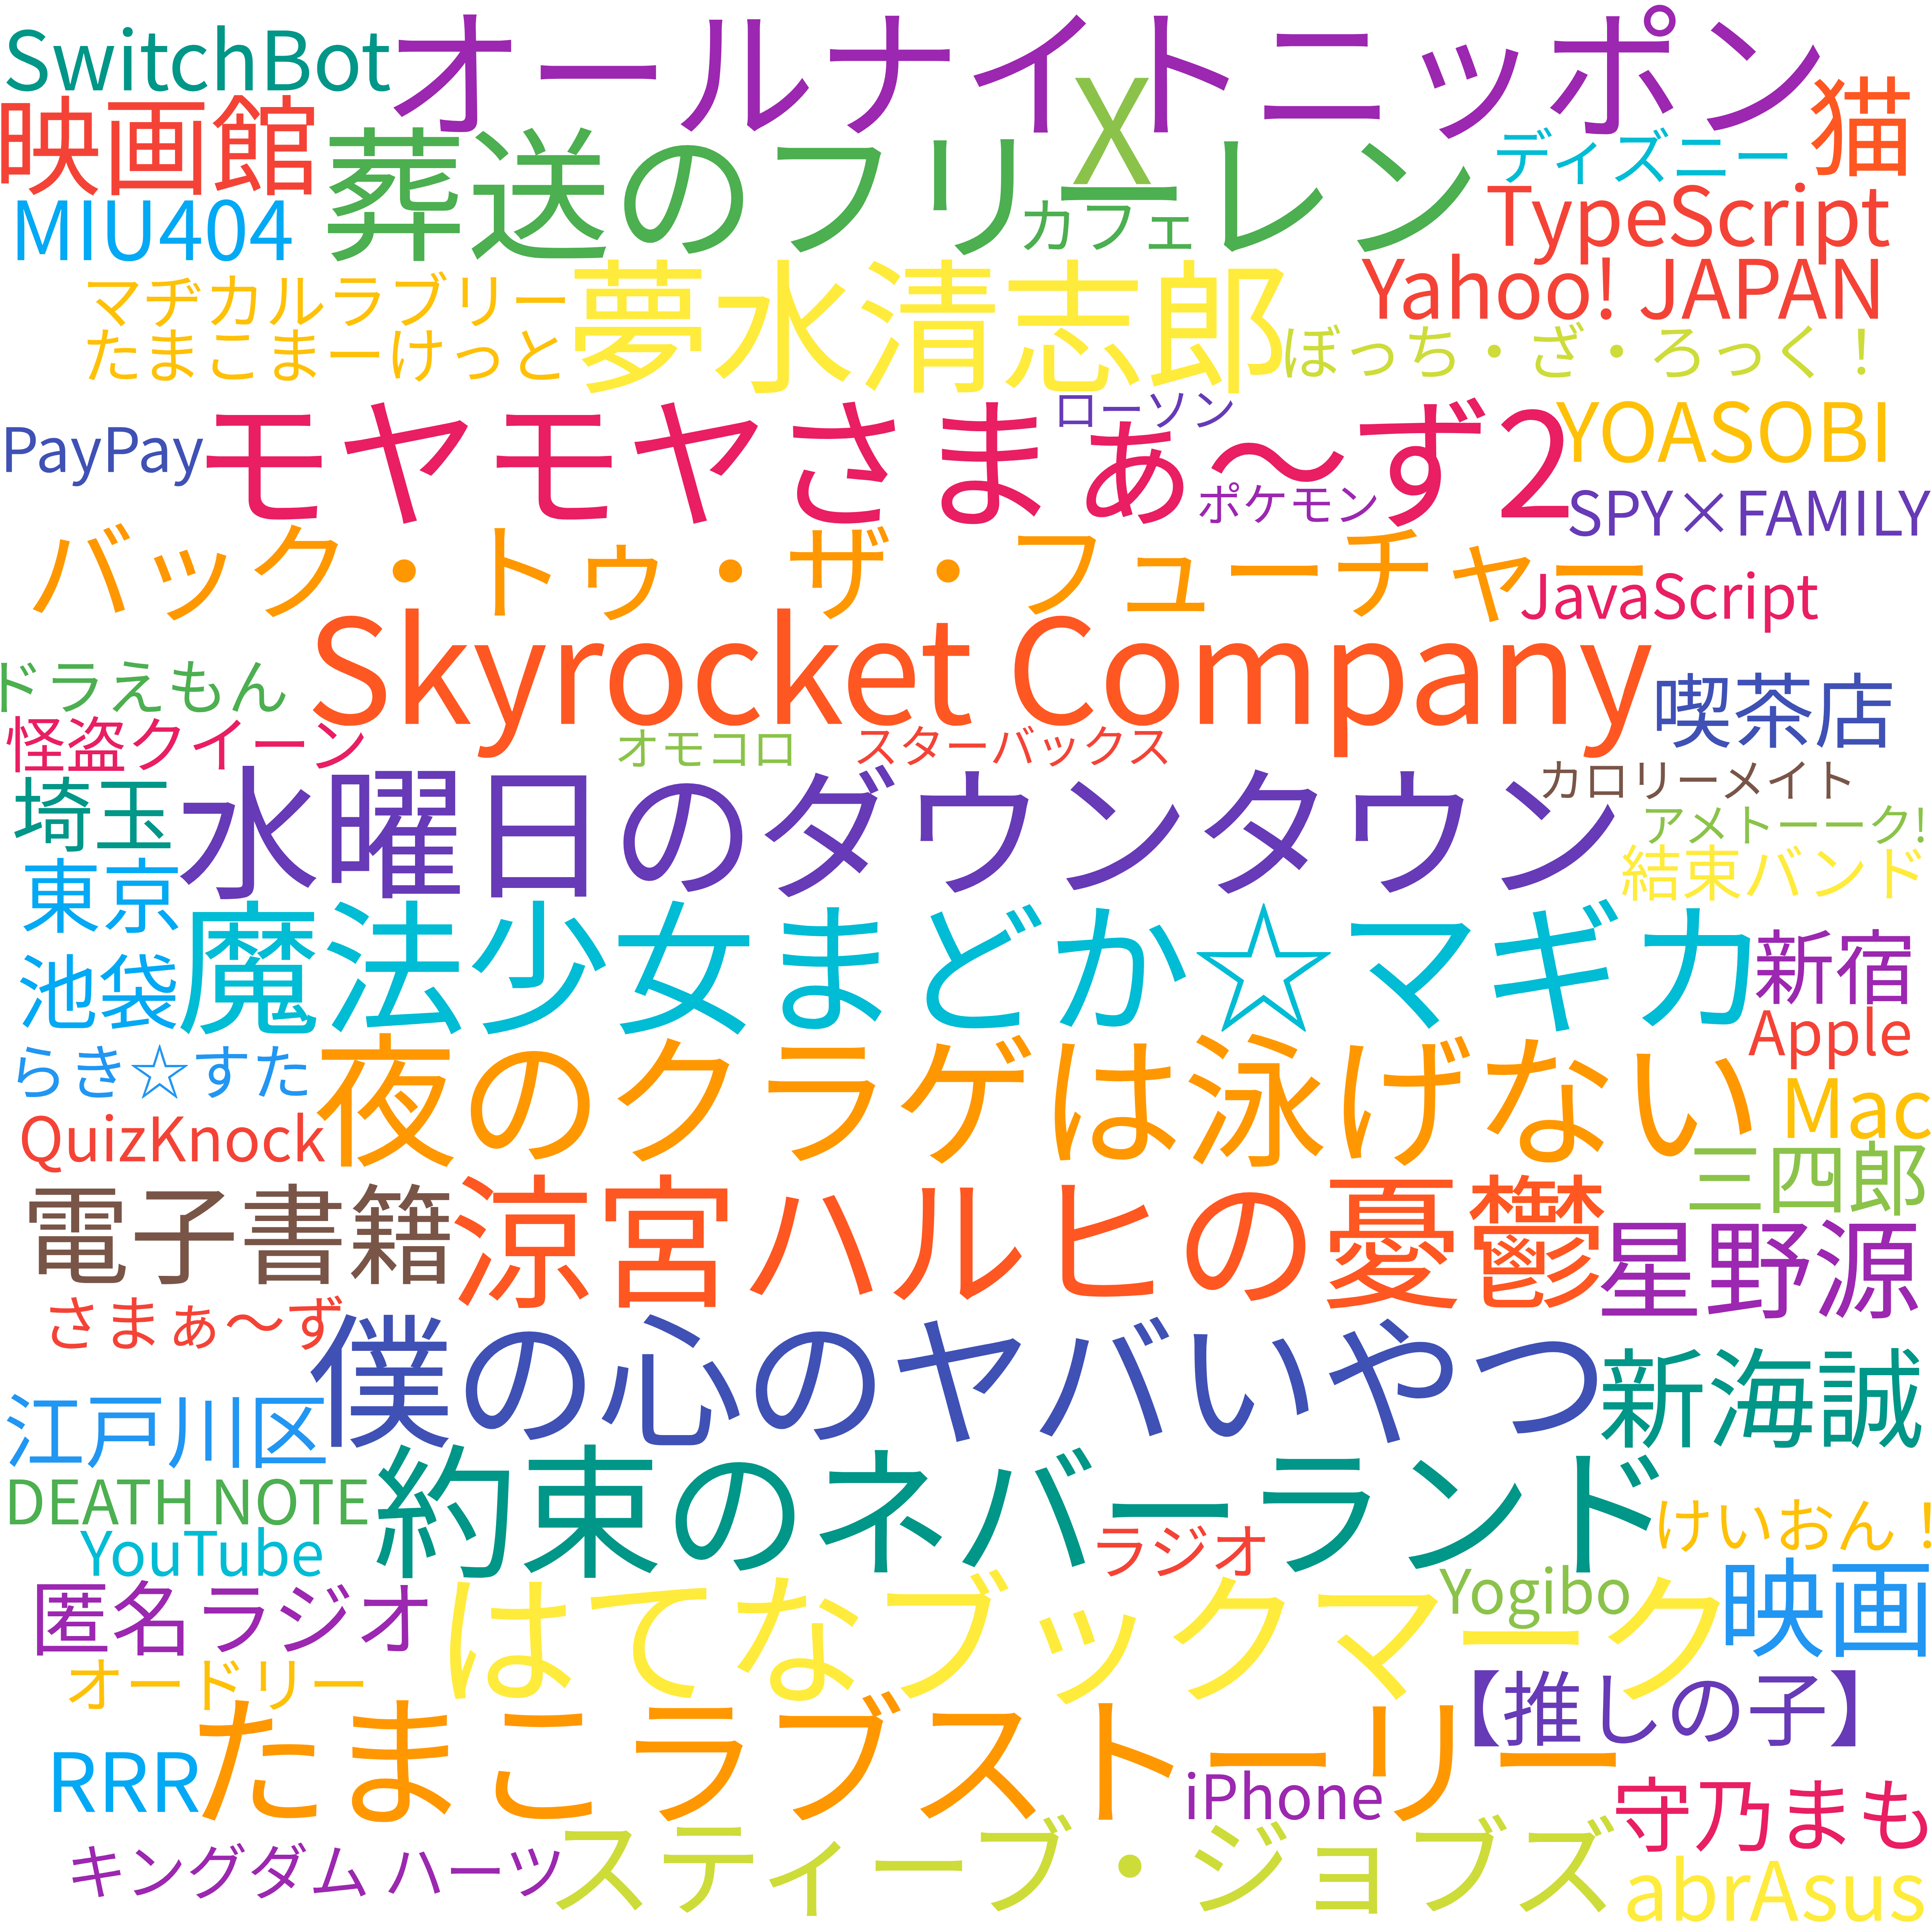 SwitchBot
オールナイトニッポン
X
猫
映画館
葬送のフリーレン
ディズニー
MIU404
カフェ
TypeScript
マヂカルラブリー
夢水清志郎
Yahoo! JAPAN
たまこまーけっと
ぼっち・ざ・ろっく！
PayPay
モヤモヤさまぁ～ず2
ローソン
YOASOBI
ポケモン
SPY×FAMILY
バック・トゥ・ザ・フューチャー
JavaScript
Skyrocket Company
ドラえもん
喫茶店
怪盗クイーン
オモコロ
スターバックス
カロリーメイト
埼玉
水曜日のダウンタウン
アメトーーク!
結束バンド
東京
魔法少女まどか☆マギカ
新宿
池袋
Apple
らき☆すた
夜のクラゲは泳げない
Mac
QuizKnock
三四郎
電子書籍
涼宮ハルヒの憂鬱
星野源
さまぁ～ず
僕の心のヤバいやつ
新海誠
江戸川区
DEATH NOTE
約束のネバーランド
けいおん！
YouTube
ラジオ
匿名ラジオ
はてなブックマーク
Yogibo
映画
オードリー
【推しの子】
たまこラブストーリー
RRR
iPhone
守乃まも
キングダム ハーツ
スティーブ・ジョブズ
abrAsus